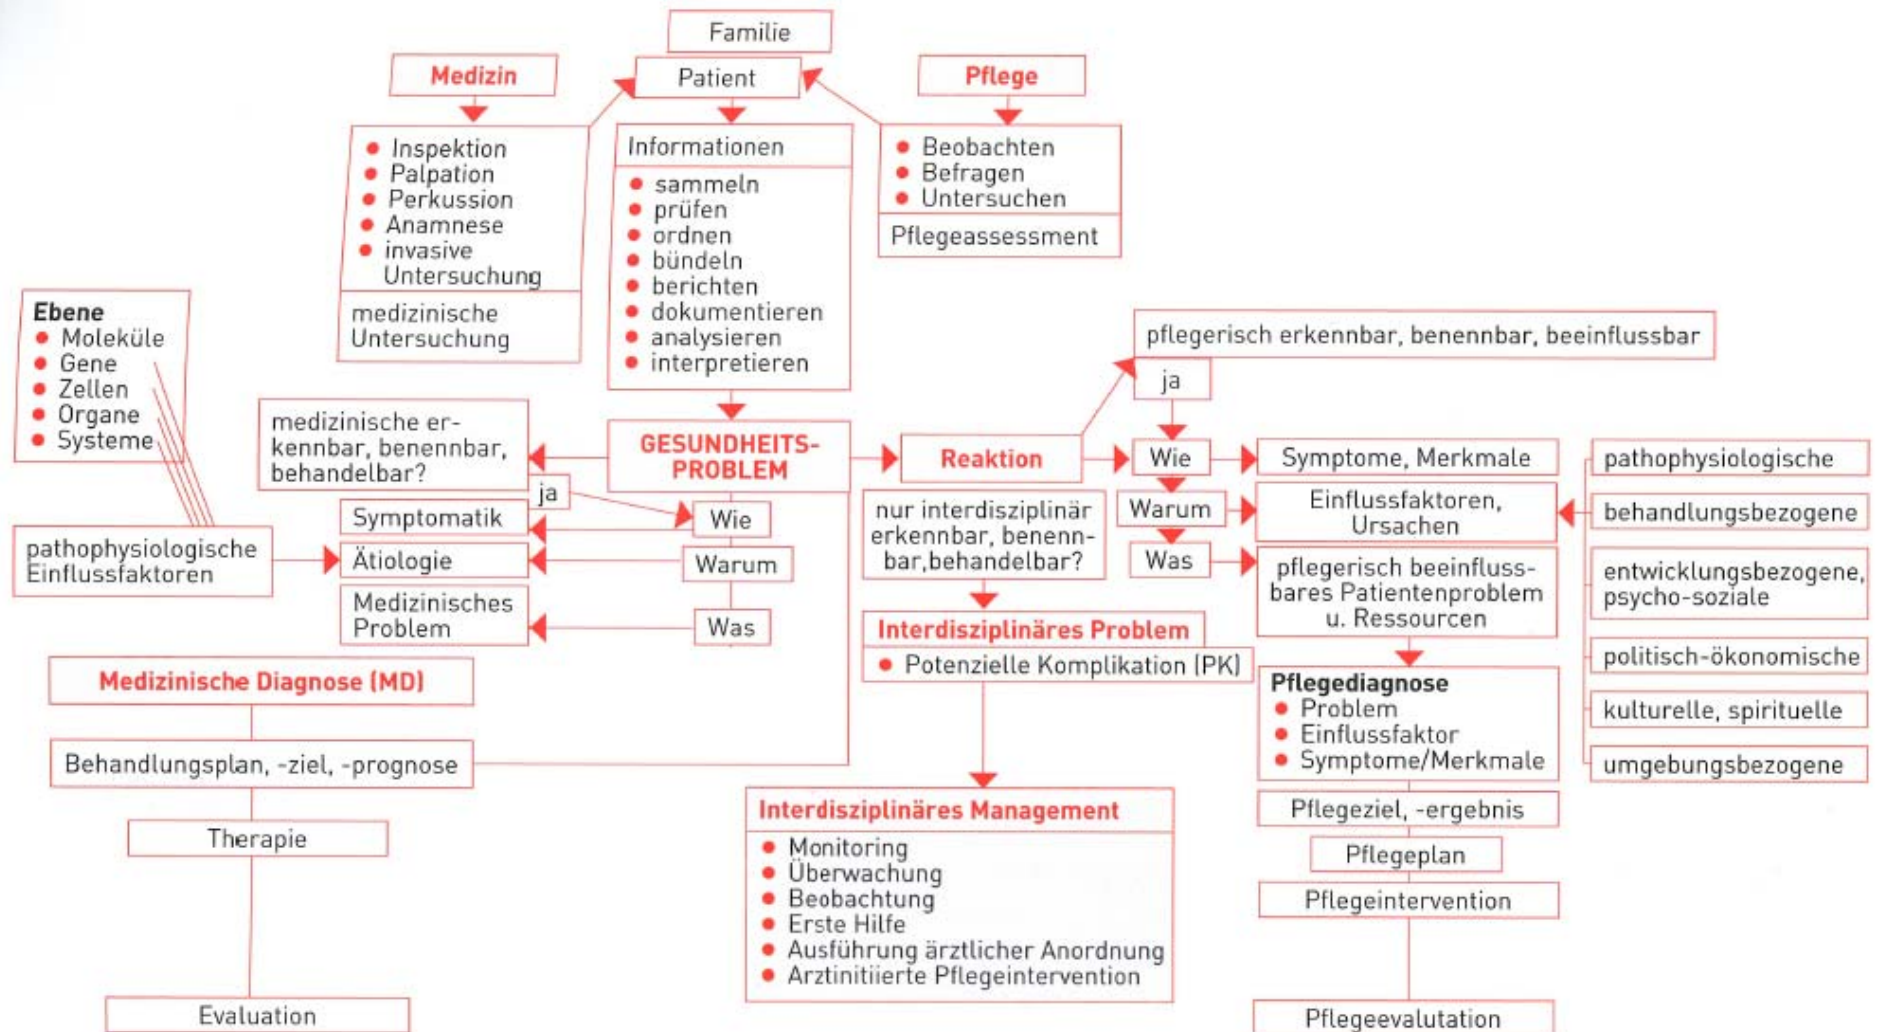 Familie
Medizin
Patient
Pflege
Inspektion
Palpation
Perkussion
Anamnese
invasive
Untersuchung
medizinische
Untersuchung
Informationen
sammeln
prüfen
ordnen
bündeln
berichten
dokumentieren
analysieren
interpretieren
Beobachten
Befragen
Untersuchen
Pflegeassessment
Ebene
Moleküle
Gene
Zellen
Organe
Systeme
pathophysiologische
Einflussfaktoren
medizinische er-
kennbar, benennbar,
behandelbar?
ja
Symptomatik
Ätiologie
Medizinisches
Problem
GESUNDHEITS-
PROBLEM
Wie
Warum
Was
Reaktion
nur interdisziplinär
erkennbar, benenn-
bar,behandelbar?
pflegerisch erkennbar, benennbar, beeinflussbar
ja
Wie
Warum
Was
Symptome, Merkmale
Einflussfaktoren,
Ursachen
pflegerisch beeinfluss-
bares Patientenproblem
u. Ressourcen
pathophysiologische
behandlungsbezogene
entwicklungsbezogene,
psycho-soziale
politisch-ökonomische
kulturelle, spirituelle
umgebungsbezogene
Medizinische Diagnose (MD)
Behandlungsplan, -ziel, -prognose
Therapie
Evaluation
Interdisziplinäres Problem
Potenzielle Komplikation (PK)
Interdisziplinäres Management
Monitoring
Überwachung
Beobachtung
Erste Hilfe
Ausführung ärztlicher Anordnung
Arztinitiierte Pflegeintervention
Pflegediagnose
Problem
Einflussfaktor
Symptome/Merkmale
Pflegeziel, -ergebnis
Pflegeplan
Pflegeintervention
Pflegeevalutation